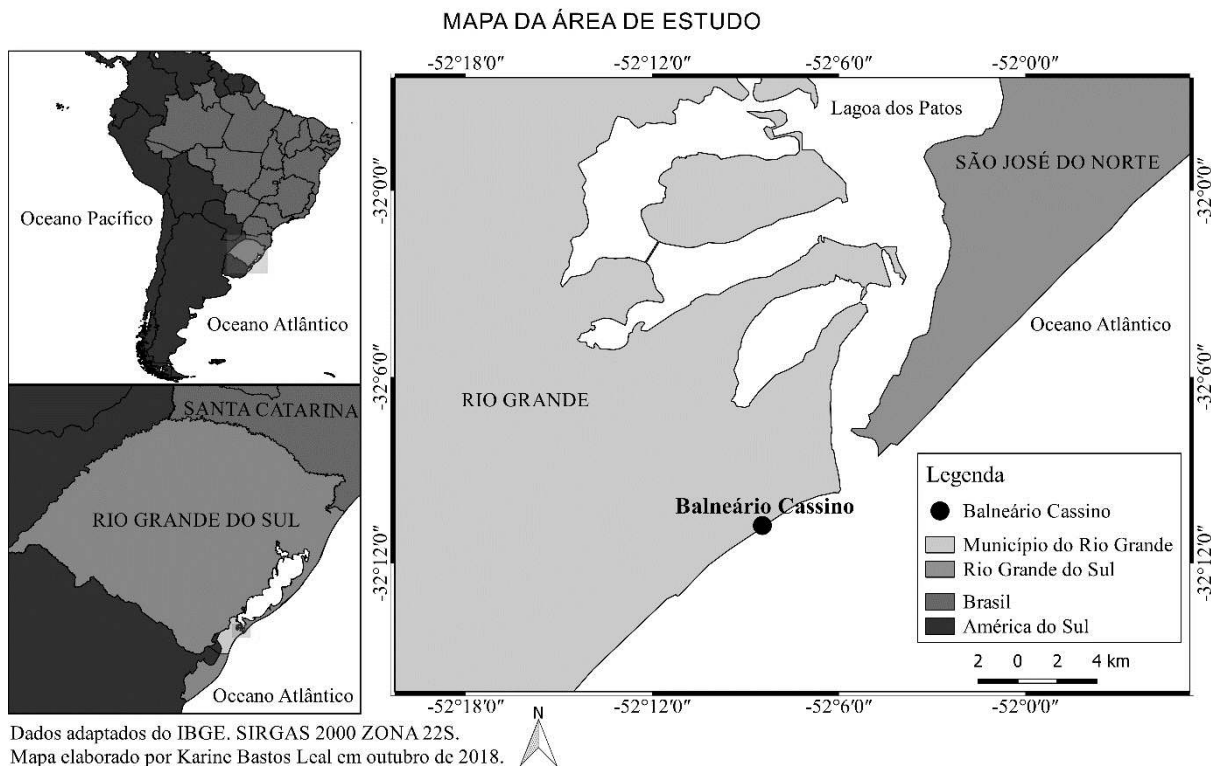 MAPA DA ÁREA DE ESTUDO
Oceano Pacífico
Oceano Atlântico
SANTA CATARINA
RIO GRANDE DO SUL
Oceano Atlântico
-52°18'0" -52°12'0" -52°6'0" -52°0'0"
Lagoa dos Patos
SÃO JOSÉ DO NORTE
-32°0'0" -32°0'0"
Oceano Atlântico
-32°6'0" -32°6'0"
RIO GRANDE
Balneário Cassino
-32°12'0" -32°12'0"
Legenda
Balneário Cassino
Município do Rio Grande
Rio Grande do Sul
Brasil
América do Sul
2 0 2 4 km
-52°18'0" -52°12'0" -52°6'0" -52°0'0"
N
Dados adaptados do IBGE. SIRGAS 2000 ZONA 22S.
Mapa elaborado por Karine Bastos Leal em outubro de 2018.